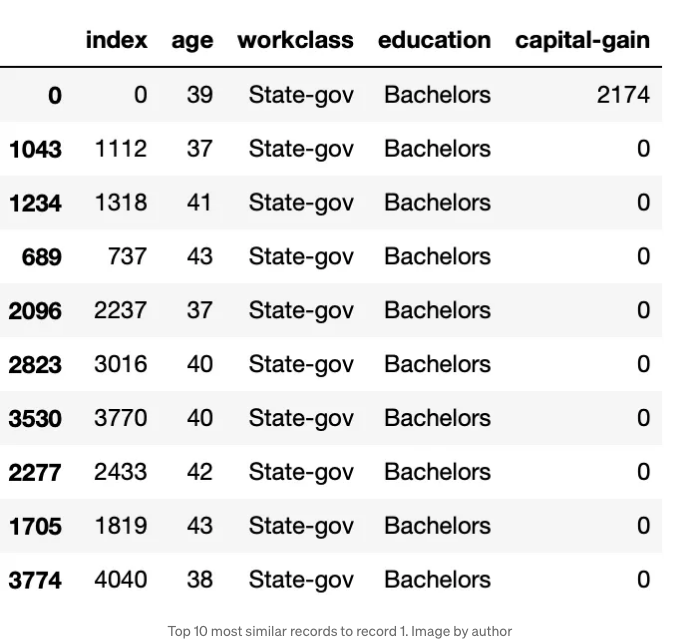 index age workclass education capital-gain
0 0 39 State-gov Bachelors 2174
1043 1112 37 State-gov Bachelors 0
1234 1318 41 State-gov Bachelors 0
689 737 43 State-gov Bachelors 0
2096 2237 37 State-gov Bachelors 0
2823 3016 40 State-gov Bachelors 0
3530 3770 40 State-gov Bachelors 0
2277 2433 42 State-gov Bachelors 0
1705 1819 43 State-gov Bachelors 0
3774 4040 38 State-gov Bachelors 0
Top 10 most similar records to record 1. Image by author